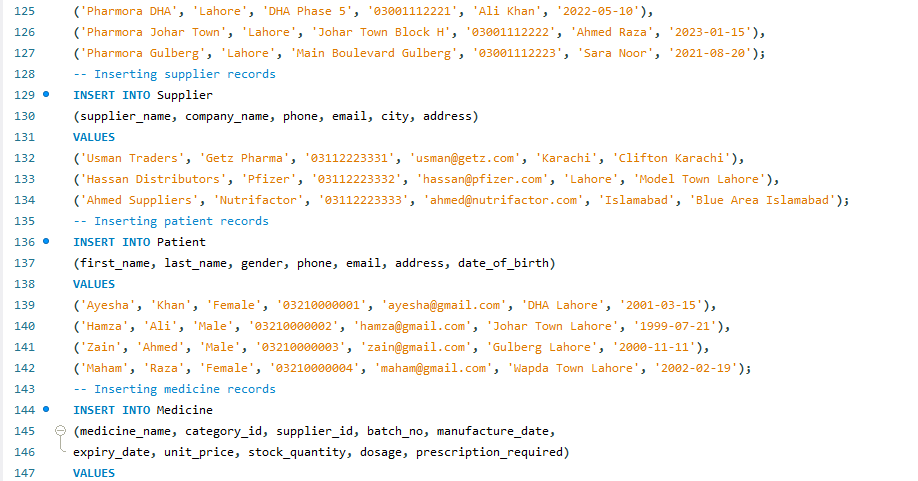 125 ('Pharmora DHA', 'Lahore', 'DHA Phase 5', '03001112221', 'Ali Khan', '2022-05-10'),
126 ('Pharmora Johar Town', 'Lahore', 'Johar Town Block H', '03001112222', 'Ahmed Raza', '2023-01-15'),
127 ('Pharmora Gulberg', 'Lahore', 'Main Boulevard Gulberg', '03001112223', 'Sara Noor', '2021-08-20');
128 -- Inserting supplier records
129 INSERT INTO Supplier
130 (supplier_name, company_name, phone, email, city, address)
131 VALUES
132 ('Usman Traders', 'Getz Pharma', '03112223331', 'usman@getz.com', 'Karachi', 'Clifton Karachi'),
133 ('Hassan Distributors', 'Pfizer', '03112223332', 'hassan@pfizer.com', 'Lahore', 'Model Town Lahore'),
134 ('Ahmed Suppliers', 'Nutrifactor', '03112223333', 'ahmed@nutrifactor.com', 'Islamabad', 'Blue Area Islamabad');
135 -- Inserting patient records
136 INSERT INTO Patient
137 (first_name, last_name, gender, phone, email, address, date_of_birth)
138 VALUES
139 ('Ayesha', 'Khan', 'Female', '03210000001', 'ayesha@gmail.com', 'DHA Lahore', '2001-03-15'),
140 ('Hamza', 'Ali', 'Male', '03210000002', 'hamza@gmail.com', 'Johar Town Lahore', '1999-07-21'),
141 ('Zain', 'Ahmed', 'Male', '03210000003', 'zain@gmail.com', 'Gulberg Lahore', '2000-11-11'),
142 ('Maham', 'Raza', 'Female', '03210000004', 'maham@gmail.com', 'Wapda Town Lahore', '2002-02-19');
143 -- Inserting medicine records
144 INSERT INTO Medicine
145 (medicine_name, category_id, supplier_id, batch_no, manufacture_date,
146 expiry_date, unit_price, stock_quantity, dosage, prescription_required)
147 VALUES